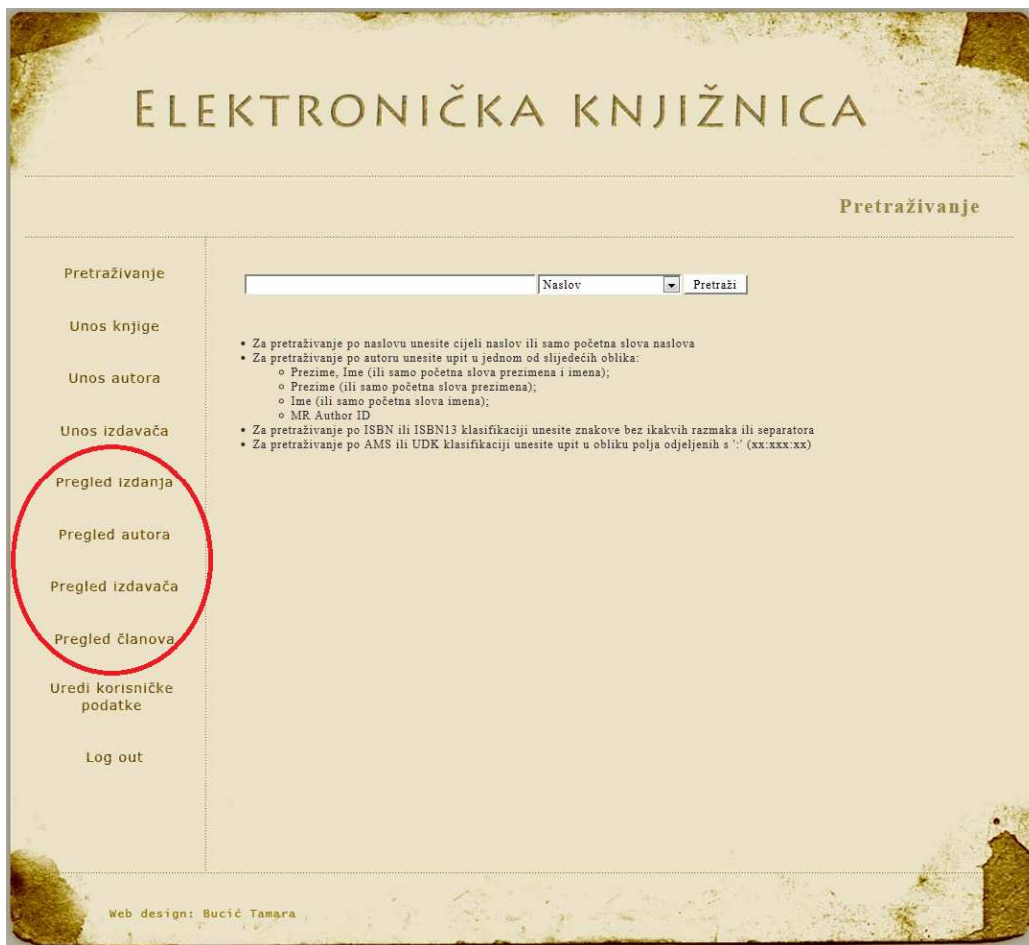 ELEKTRONIČKA KNJIŽNICA
Pretraživanje
Pretraživanje
Unos knjige
Unos autora
Unos izdavača
Pregled izdanja
Pregled autora
Pregled izdavača
Pregled članova
Uredi korisničke
podatke
Log out
Naslov
Pretraži
Za pretraživanje po naslovu unesite cijeli naslov ili samo početna slova naslova
Za pretraživanje po autoru unesite upit u jednom od slijedećih oblika:
Prezime, Ime (ili samo početna slova prezimena i imena);
Prezime (ili samo početna slova prezimena);
Ime (ili samo početna slova imena);
MR Author ID
Za pretraživanje po ISBN ili ISBN13 klasifikaciji unesite znakove bez ikakvih razmaka ili separatora
Za pretraživanje po AMS ili UDK klasifikaciji unesite upit u obliku polja odjeljenih s ':' (xx:xxx:xx)
Web design: Bucić Tamara